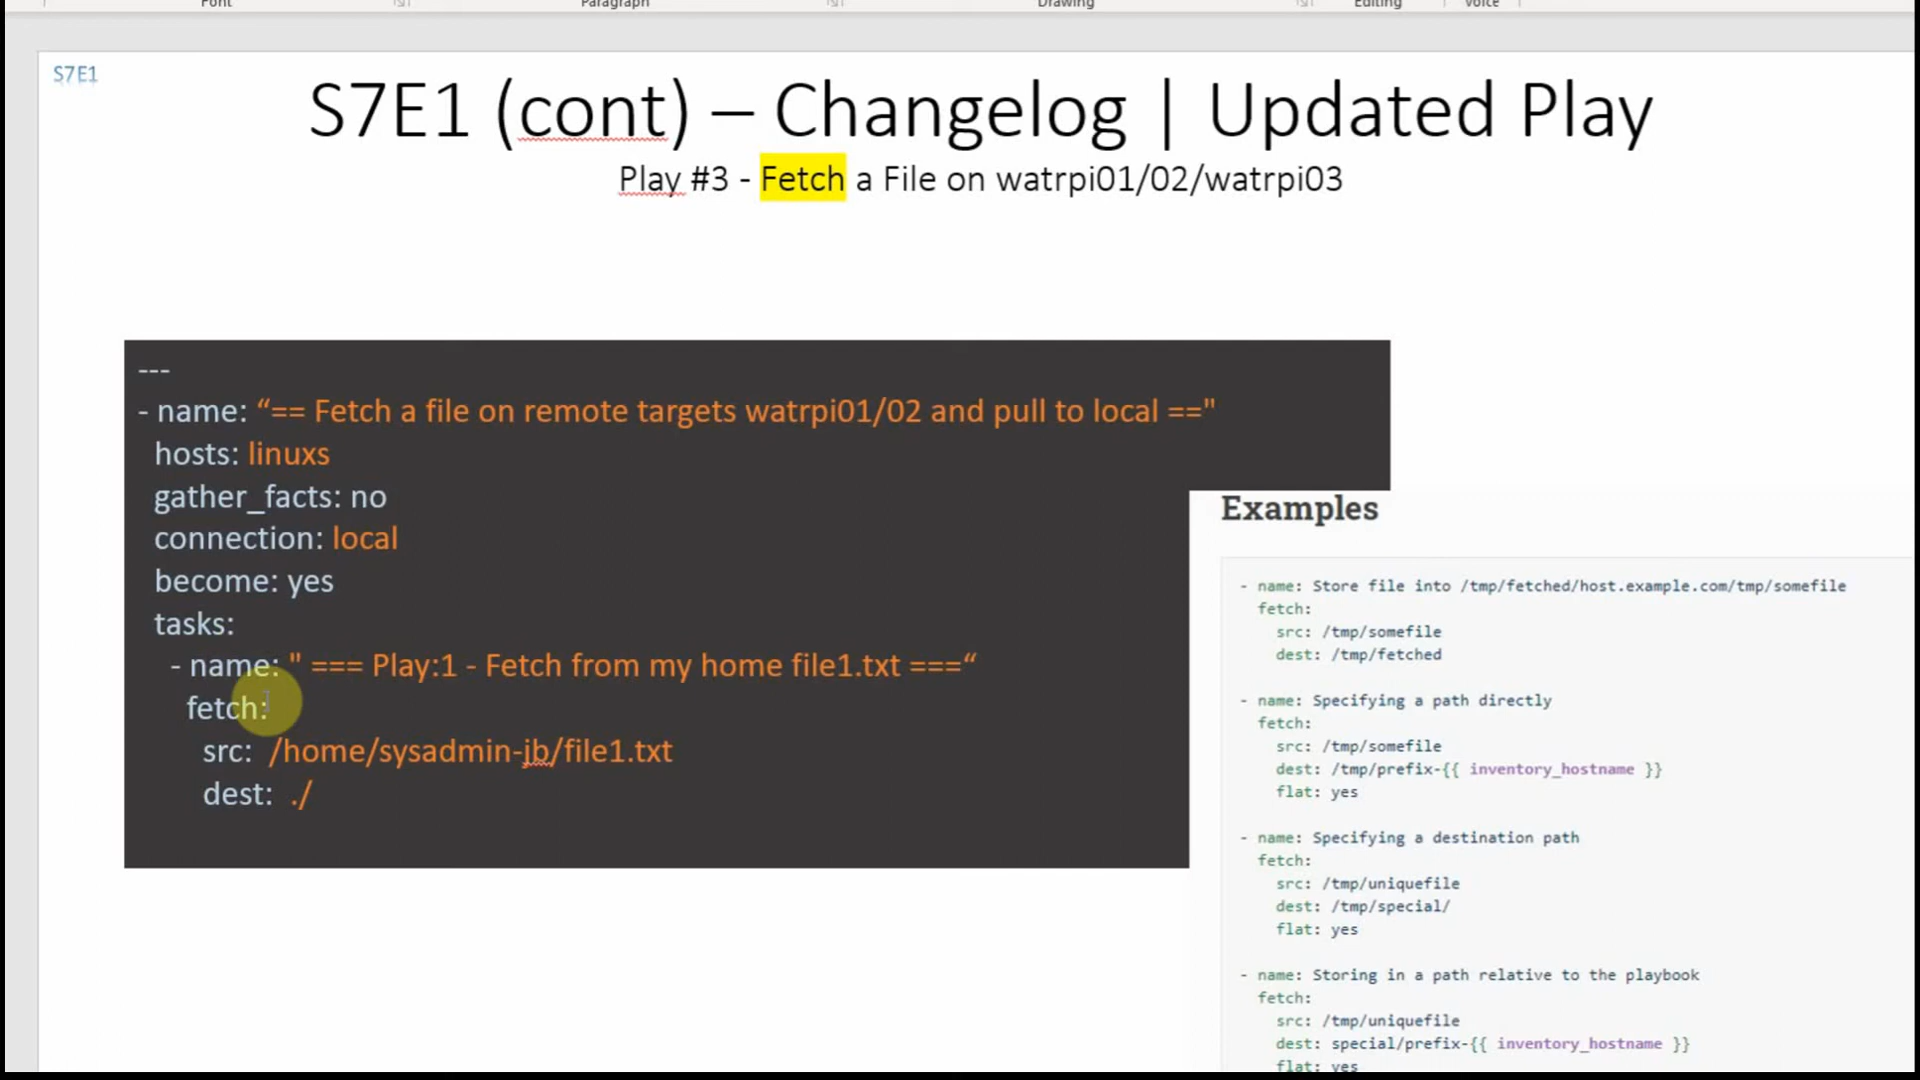 Font
Paragraph
Drawing
Editing
Voice
S7E1
S7E1 (cont) – Changelog | Updated Play
Play #3 - Fetch a File on watrpi01/02/watrpi03
---
- name: “== Fetch a file on remote targets watrpi01/02 and pull to local =="
hosts: linuxs
gather_facts: no
connection: local
become: yes
tasks:
- name: " === Play:1 - Fetch from my home file1.txt ===“
fetch:
src: /home/sysadmin-jb/file1.txt
dest: ./
Examples
- name: Store file into /tmp/fetched/host.example.com/tmp/somefile
fetch:
src: /tmp/somefile
dest: /tmp/fetched
- name: Specifying a path directly
fetch:
src: /tmp/somefile
dest: /tmp/prefix-{{ inventory_hostname }}
flat: yes
- name: Specifying a destination path
fetch:
src: /tmp/uniquefile
dest: /tmp/special/
flat: yes
- name: Storing in a path relative to the playbook
fetch:
src: /tmp/uniquefile
dest: special/prefix-{{ inventory_hostname }}
flat: yes